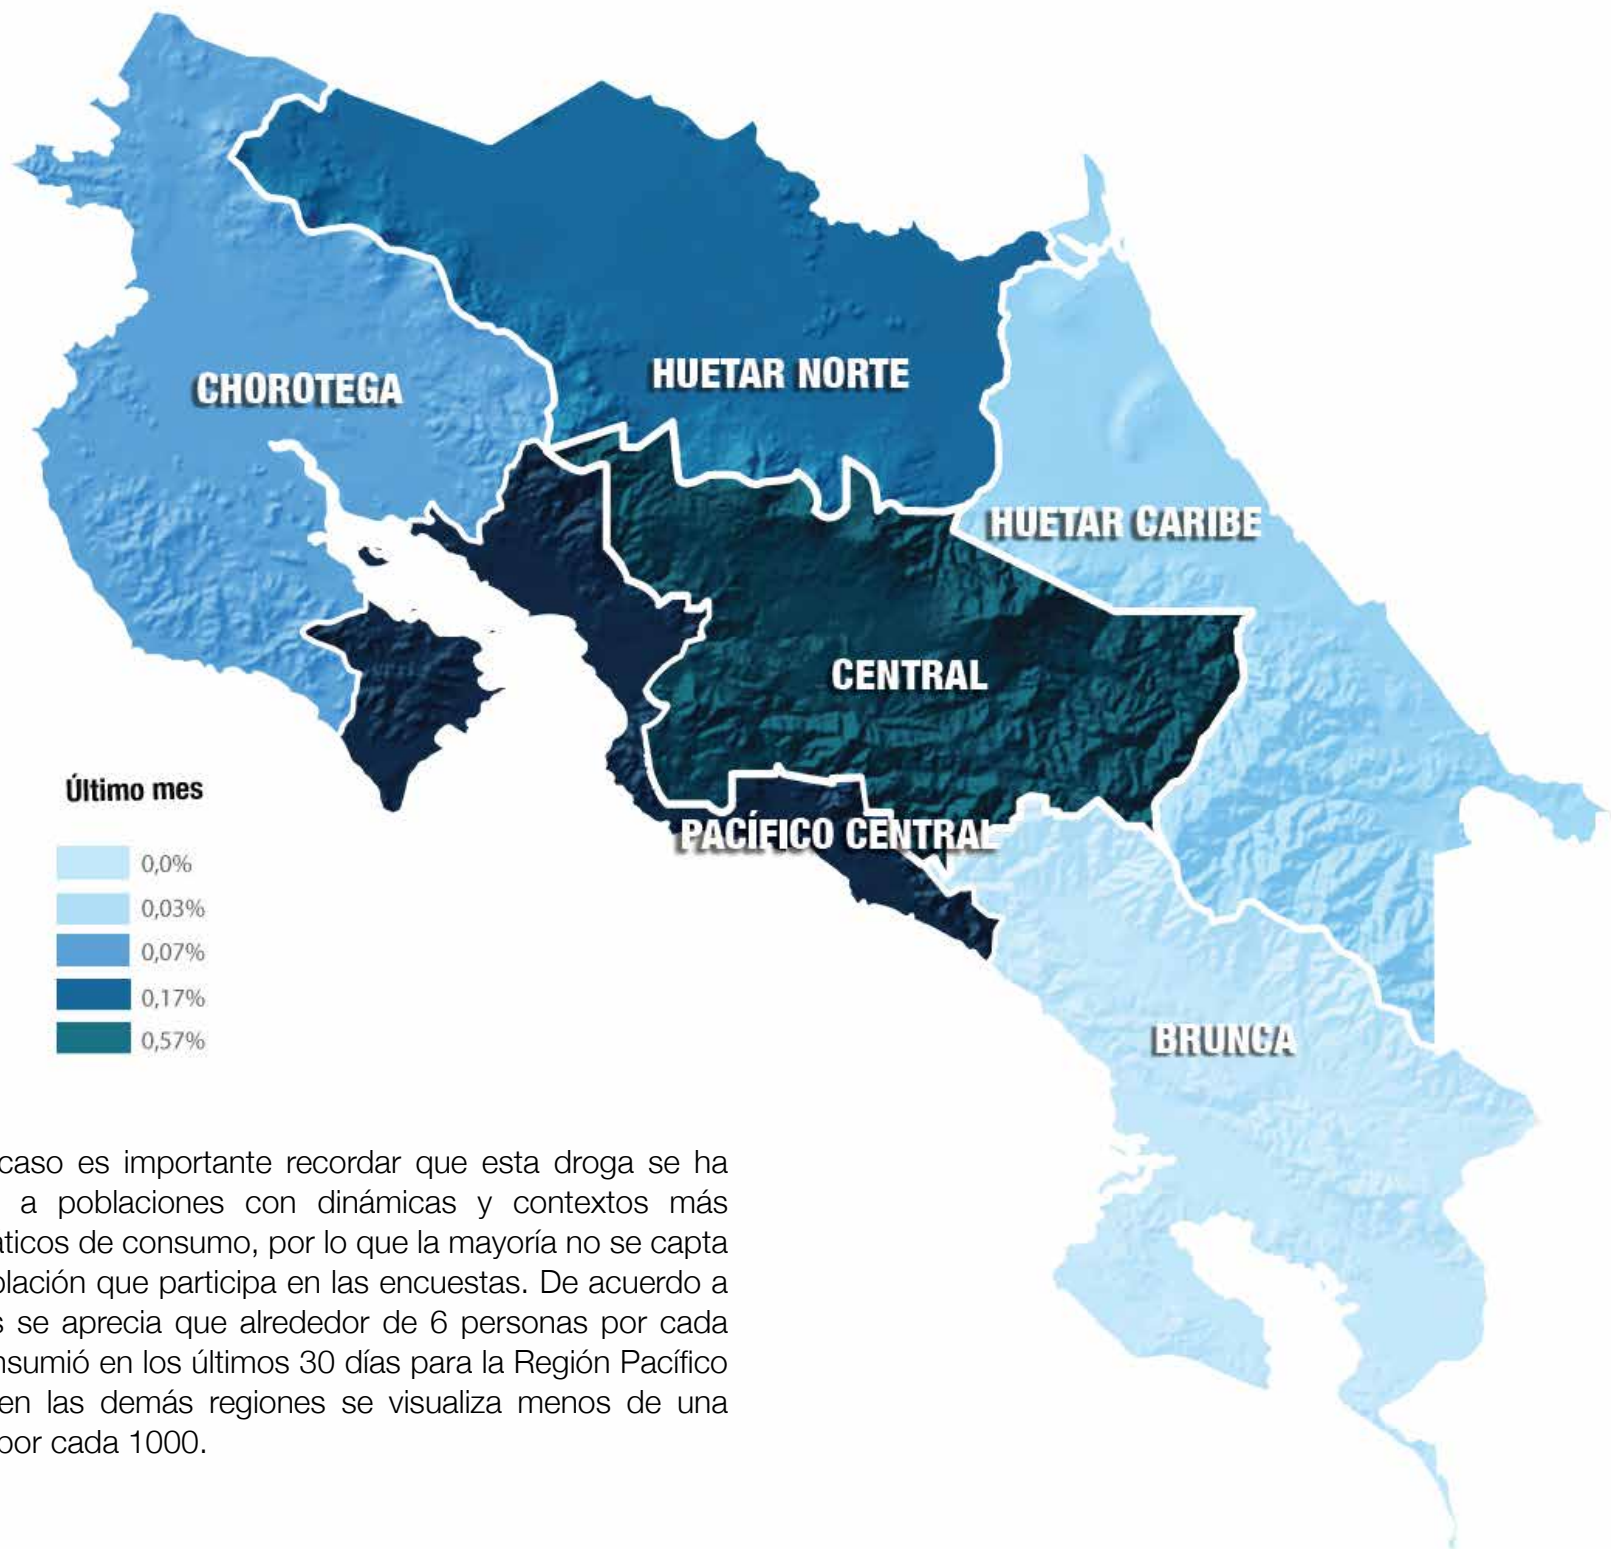 CHOROTEGA
HUETAR NORTE
HUETAR CARIBE
CENTRAL
PACÍFICO CENTRAL
BRUNCA
Último mes
0,0%
0,03%
0,07%
0,17%
0,57%
caso es importante recordar que esta droga se ha
a poblaciones con dinámicas y contextos más
áticos de consumo, por lo que la mayoría no se capta
blación que participa en las encuestas. De acuerdo a
s se aprecia que alrededor de 6 personas por cada
nsumió en los últimos 30 días para la Región Pacífico
en las demás regiones se visualiza menos de una
por cada 1000.